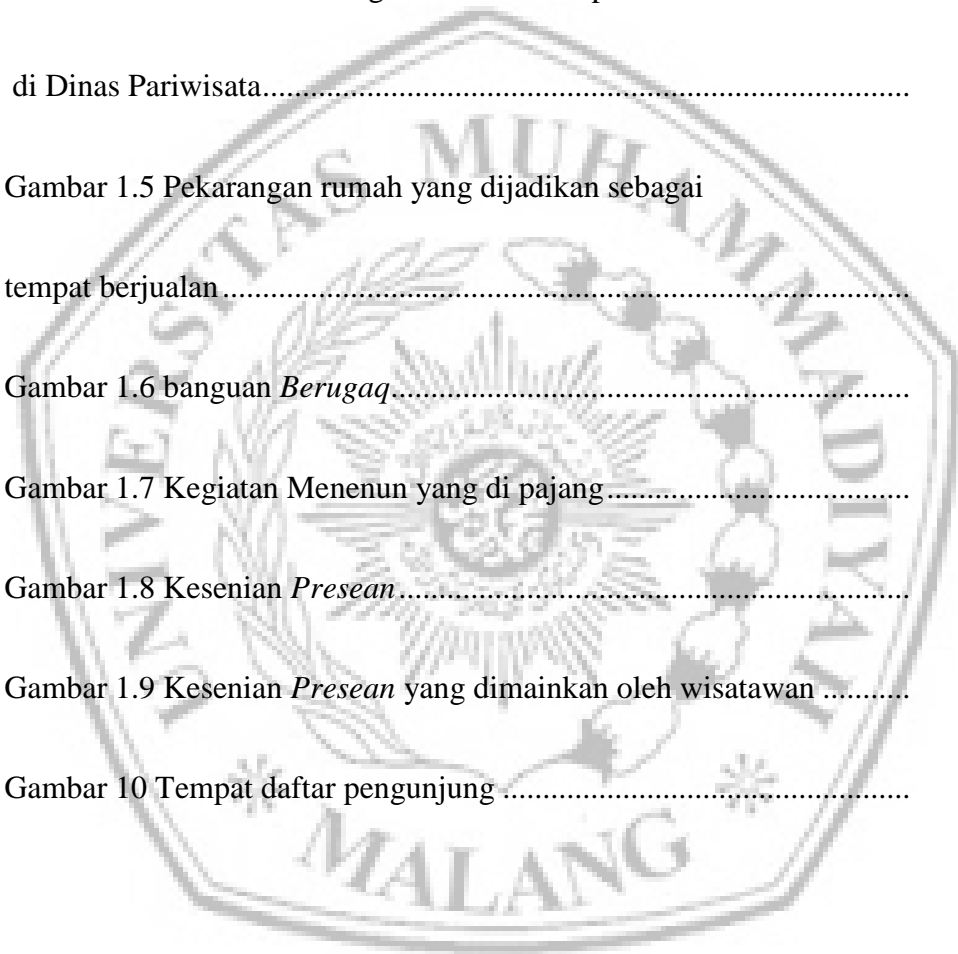 di Dinas Pariwisata..........................................................................
Gambar 1.5 Pekarangan rumah yang dijadikan sebagai
tempat berjualan..............................................................................
Gambar 1.6 banguan Berugaq...........................................................
Gambar 1.7 Kegiatan Menenun yang di pajang..................................
Gambar 1.8 Kesenian Presean..........................................................
Gambar 1.9 Kesenian Presean yang dimainkan oleh wisatawan ...........
Gambar 10 Tempat daftar pengunjung ..............................................
UNIVERSITAS MUHAMMADIYAH
MALANG